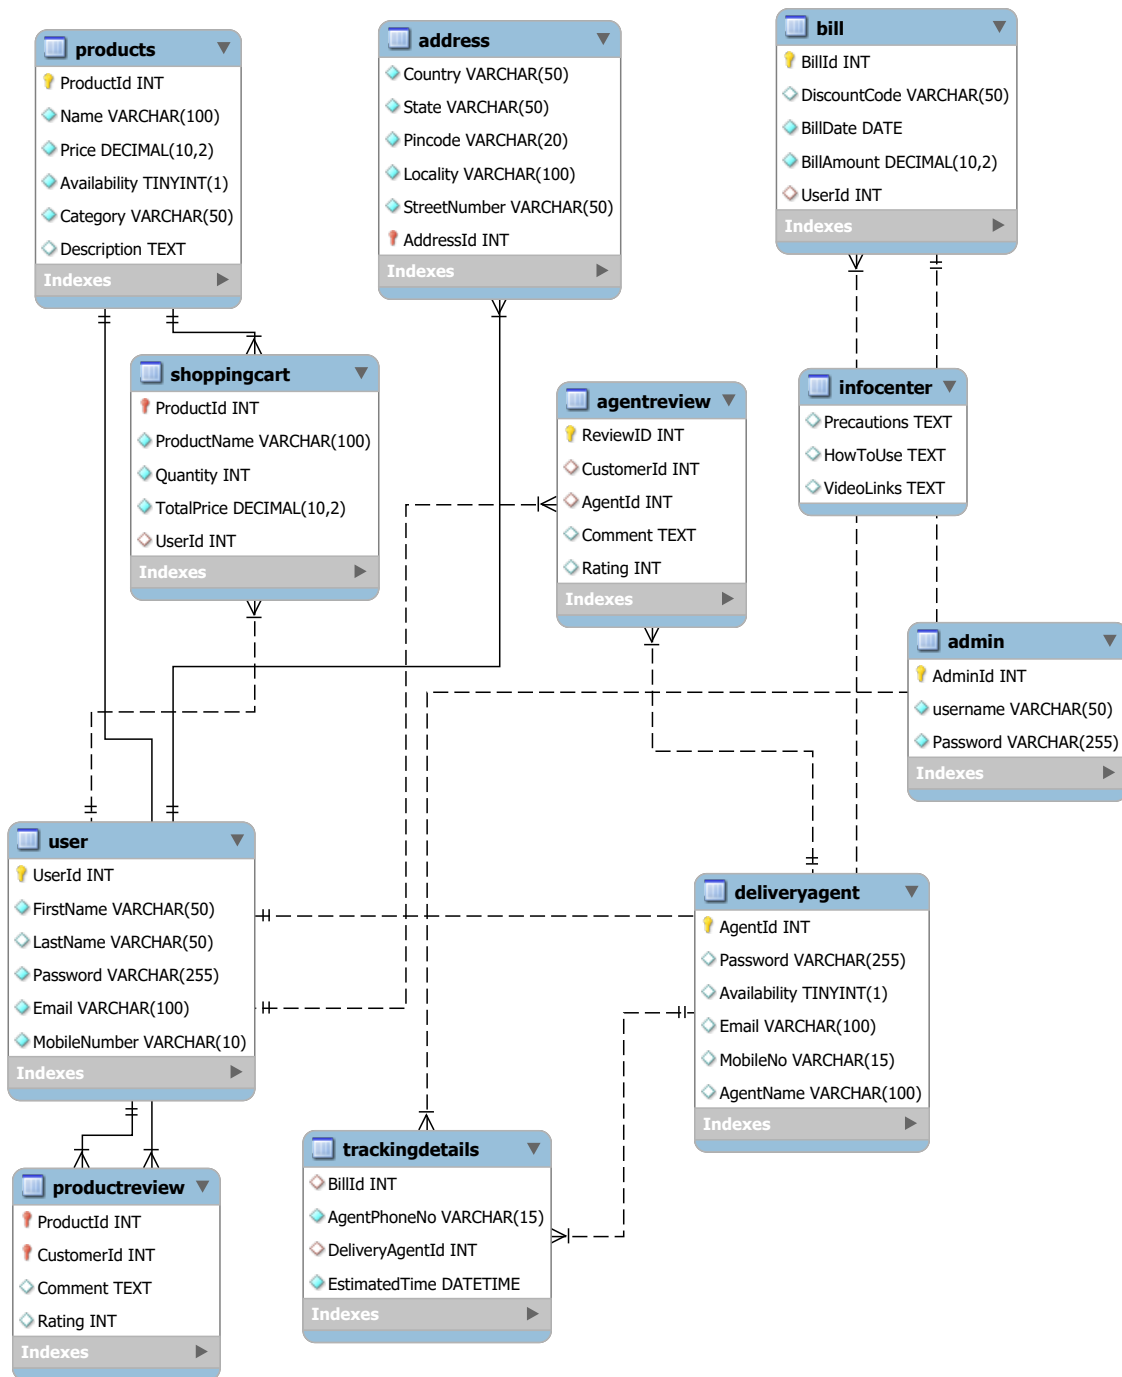 products
ProductId INT
Name VARCHAR(100)
Price DECIMAL(10,2)
Availability TINYINT(1)
Category VARCHAR(50)
Description TEXT
Indexes
address
Country VARCHAR(50)
State VARCHAR(50)
Pincode VARCHAR(20)
Locality VARCHAR(100)
StreetNumber VARCHAR(50)
AddressId INT
Indexes
bill
BillId INT
DiscountCode VARCHAR(50)
BillDate DATE
BillAmount DECIMAL(10,2)
UserId INT
Indexes
shoppingcart
ProductId INT
ProductName VARCHAR(100)
Quantity INT
TotalPrice DECIMAL(10,2)
UserId INT
Indexes
agentreview
ReviewID INT
CustomerId INT
AgentId INT
Comment TEXT
Rating INT
Indexes
infocenter
Precautions TEXT
HowToUse TEXT
VideoLinks TEXT
admin
AdminId INT
username VARCHAR(50)
Password VARCHAR(255)
Indexes
user
UserId INT
FirstName VARCHAR(50)
LastName VARCHAR(50)
Password VARCHAR(255)
Email VARCHAR(100)
MobileNumber VARCHAR(10)
Indexes
deliveryagent
AgentId INT
Password VARCHAR(255)
Availability TINYINT(1)
Email VARCHAR(100)
MobileNo VARCHAR(15)
AgentName VARCHAR(100)
Indexes
trackingdetails
BillId INT
AgentPhoneNo VARCHAR(15)
DeliveryAgentId INT
EstimatedTime DATETIME
Indexes
productreview
ProductId INT
CustomerId INT
Comment TEXT
Rating INT
Indexes